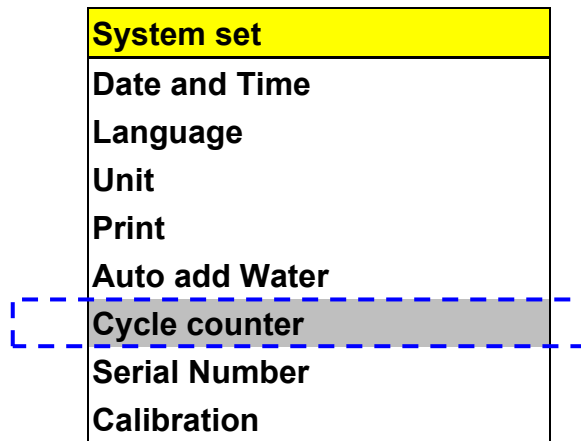 System set
Date and Time
Language
Unit
Print
Auto add Water
Cycle counter
Serial Number
Calibration